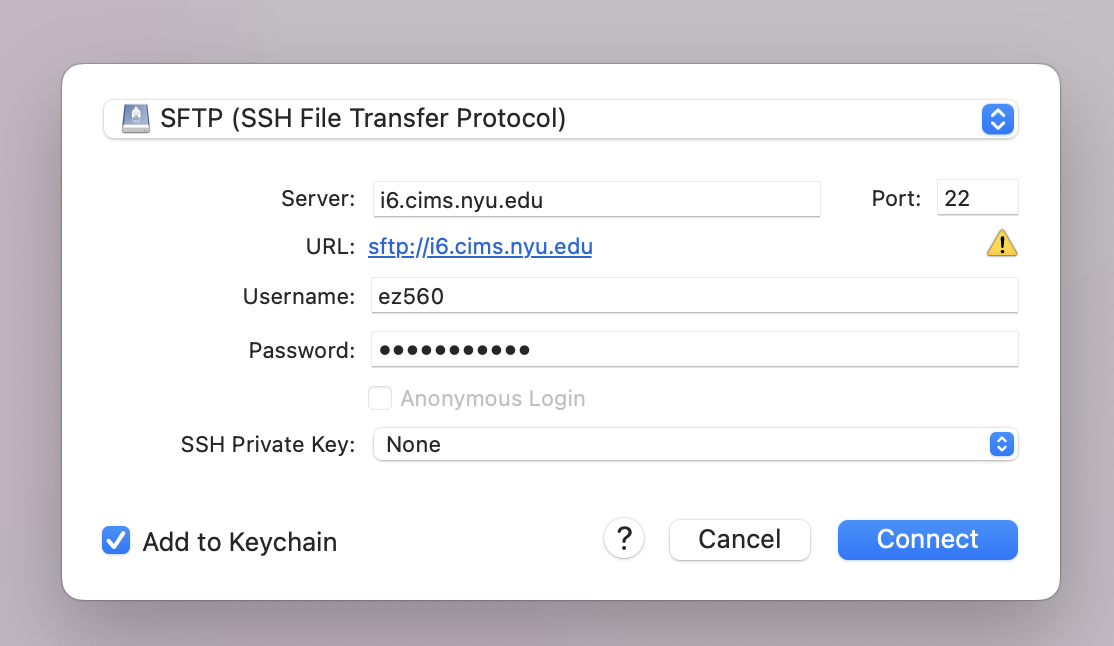 SFTP (SSH File Transfer Protocol)
Server: i6.cims.nyu.edu Port: 22
URL: sftp://i6.cims.nyu.edu
Username: ez560
Password: •••••••••••
Anonymous Login
SSH Private Key: None
Add to Keychain ? Cancel Connect